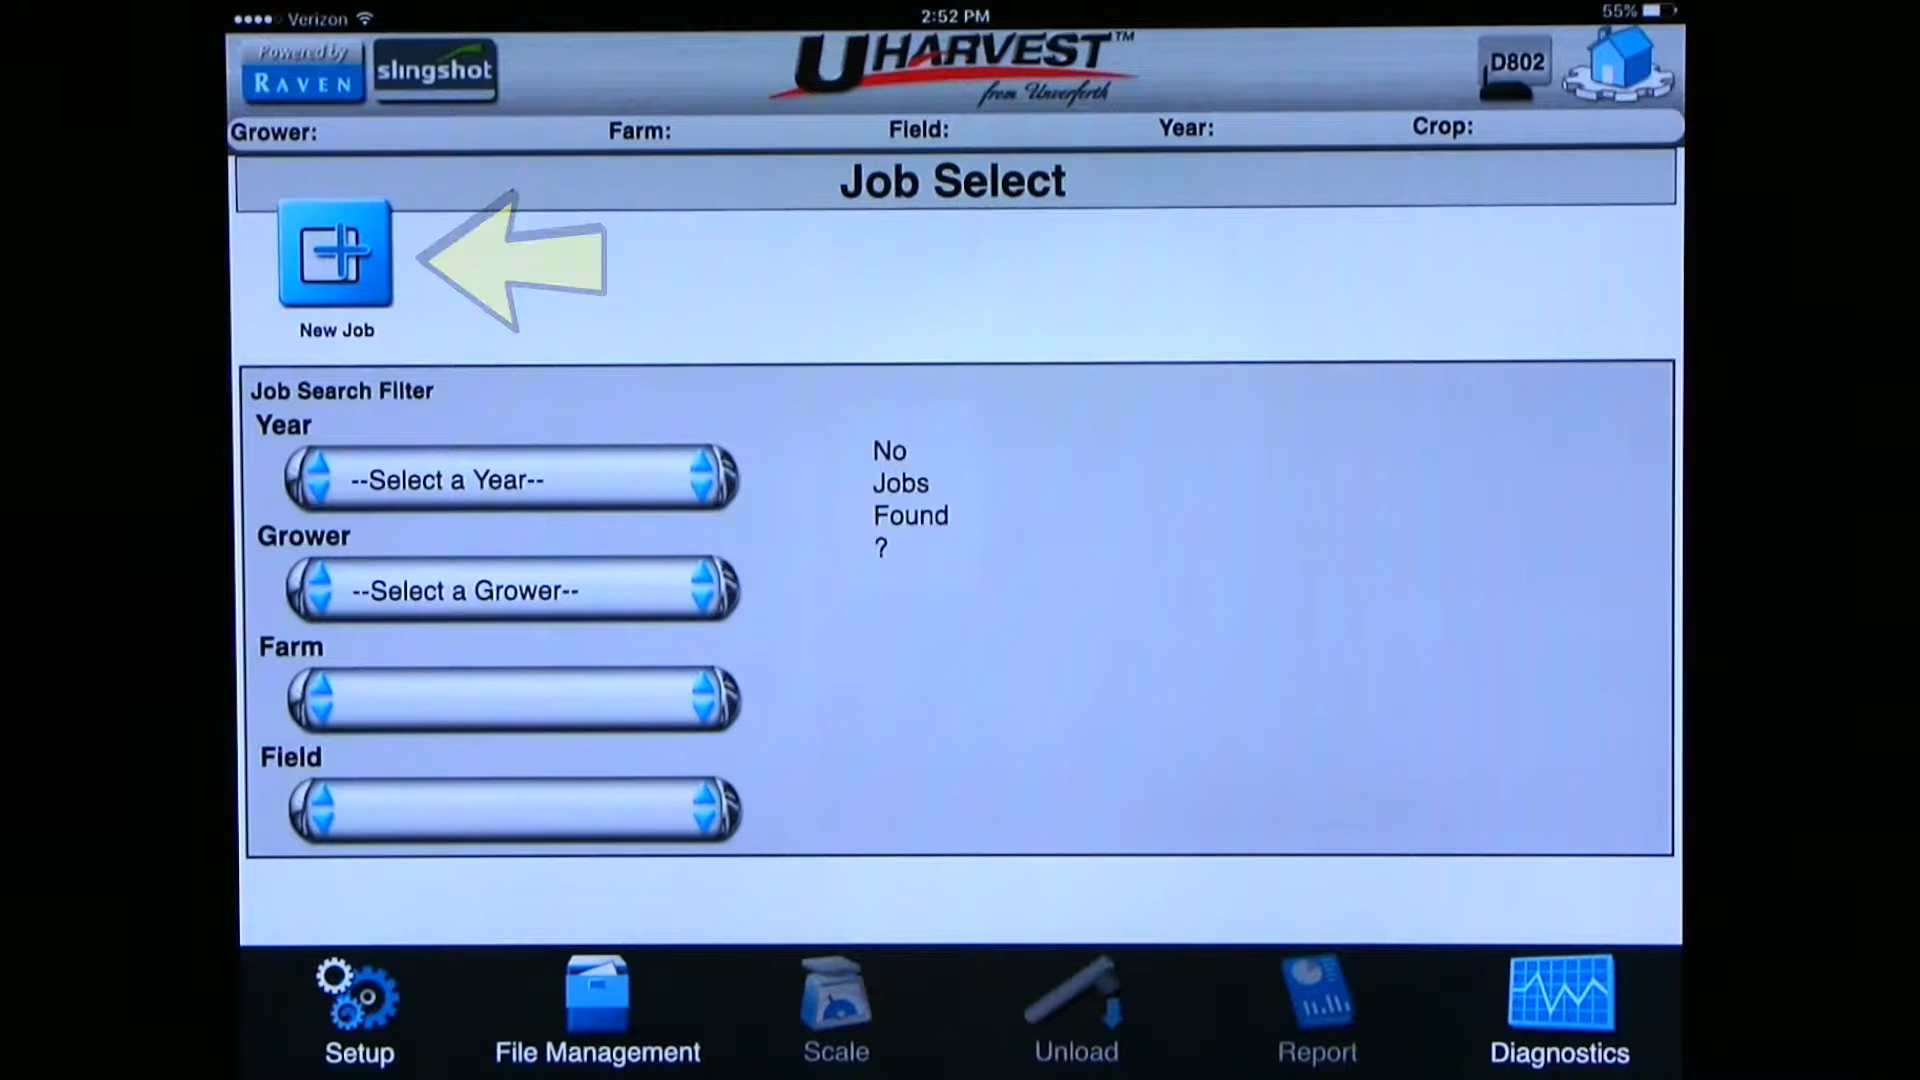 Verizon 2:52 PM 55%
Powered by
RAVEN
slingshot
UHARVEST™
from Unverferth
D802
Grower: Farm: Field: Year: Crop:
Job Select
New Job
Job Search Filter
Year
--Select a Year--
No
Jobs
Found
?
Grower
--Select a Grower--
Farm
Field
Setup File Management Scale Unload Report Diagnostics